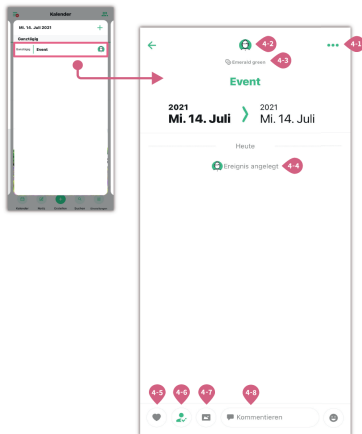 Kalender
Mi. 14. Juli 2021
Ganztägig
Event
4-1
4-2
4-3
Emerald green
Event
2021
Mi. 14. Juli
2021
Mi. 14. Juli
Heute
Ereignis angelegt
4-4
4-5
4-6
4-7
4-8
Kommentieren